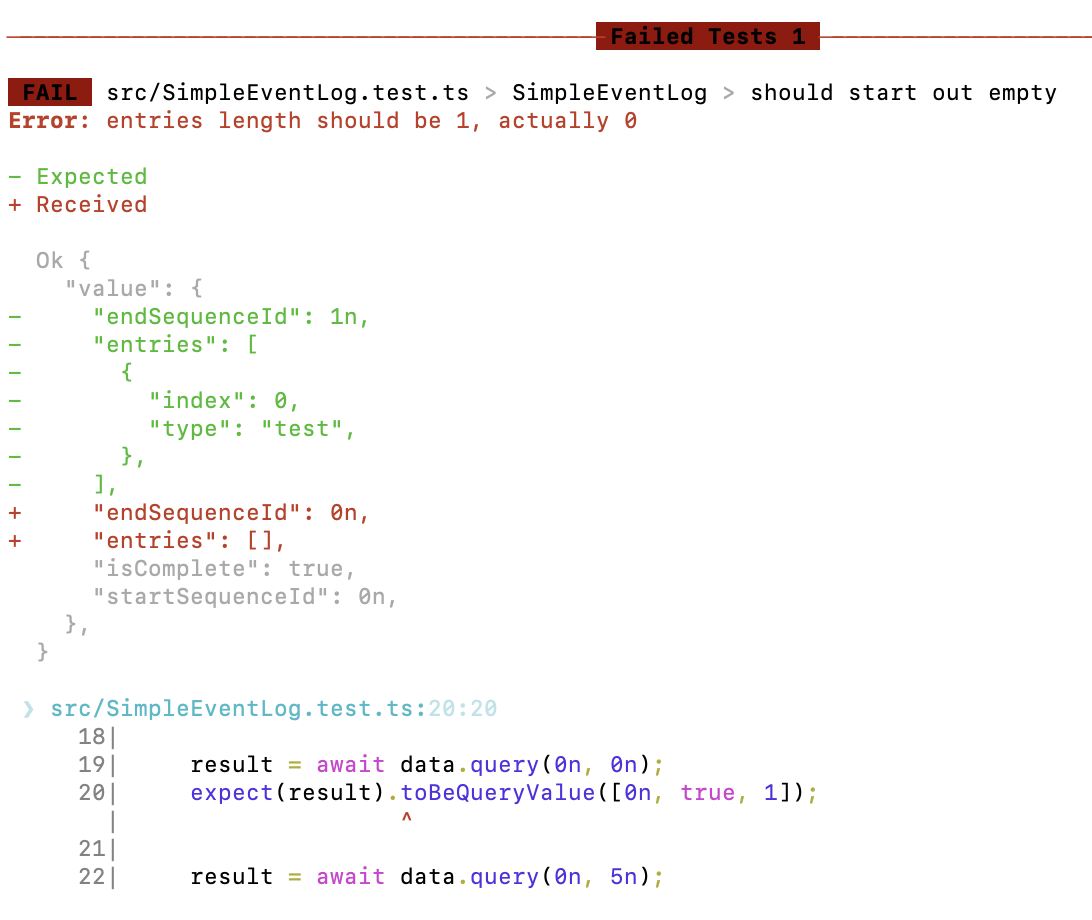 Failed Tests 1
FAIL src/SimpleEventLog.test.ts > SimpleEventLog > should start out empty
Error: entries length should be 1, actually 0
- Expected
+ Received
Ok {
"value": {
- "endSequenceId": 1n,
- "entries": [
- {
- "index": 0,
- "type": "test",
- },
- ],
+ "endSequenceId": 0n,
+ "entries": [],
"isComplete": true,
"startSequenceId": 0n,
},
}
❯ src/SimpleEventLog.test.ts:20:20
18|
19| result = await data.query(0n, 0n);
20| expect(result).toBeQueryValue([0n, true, 1]);
| ^
21|
22| result = await data.query(0n, 5n);